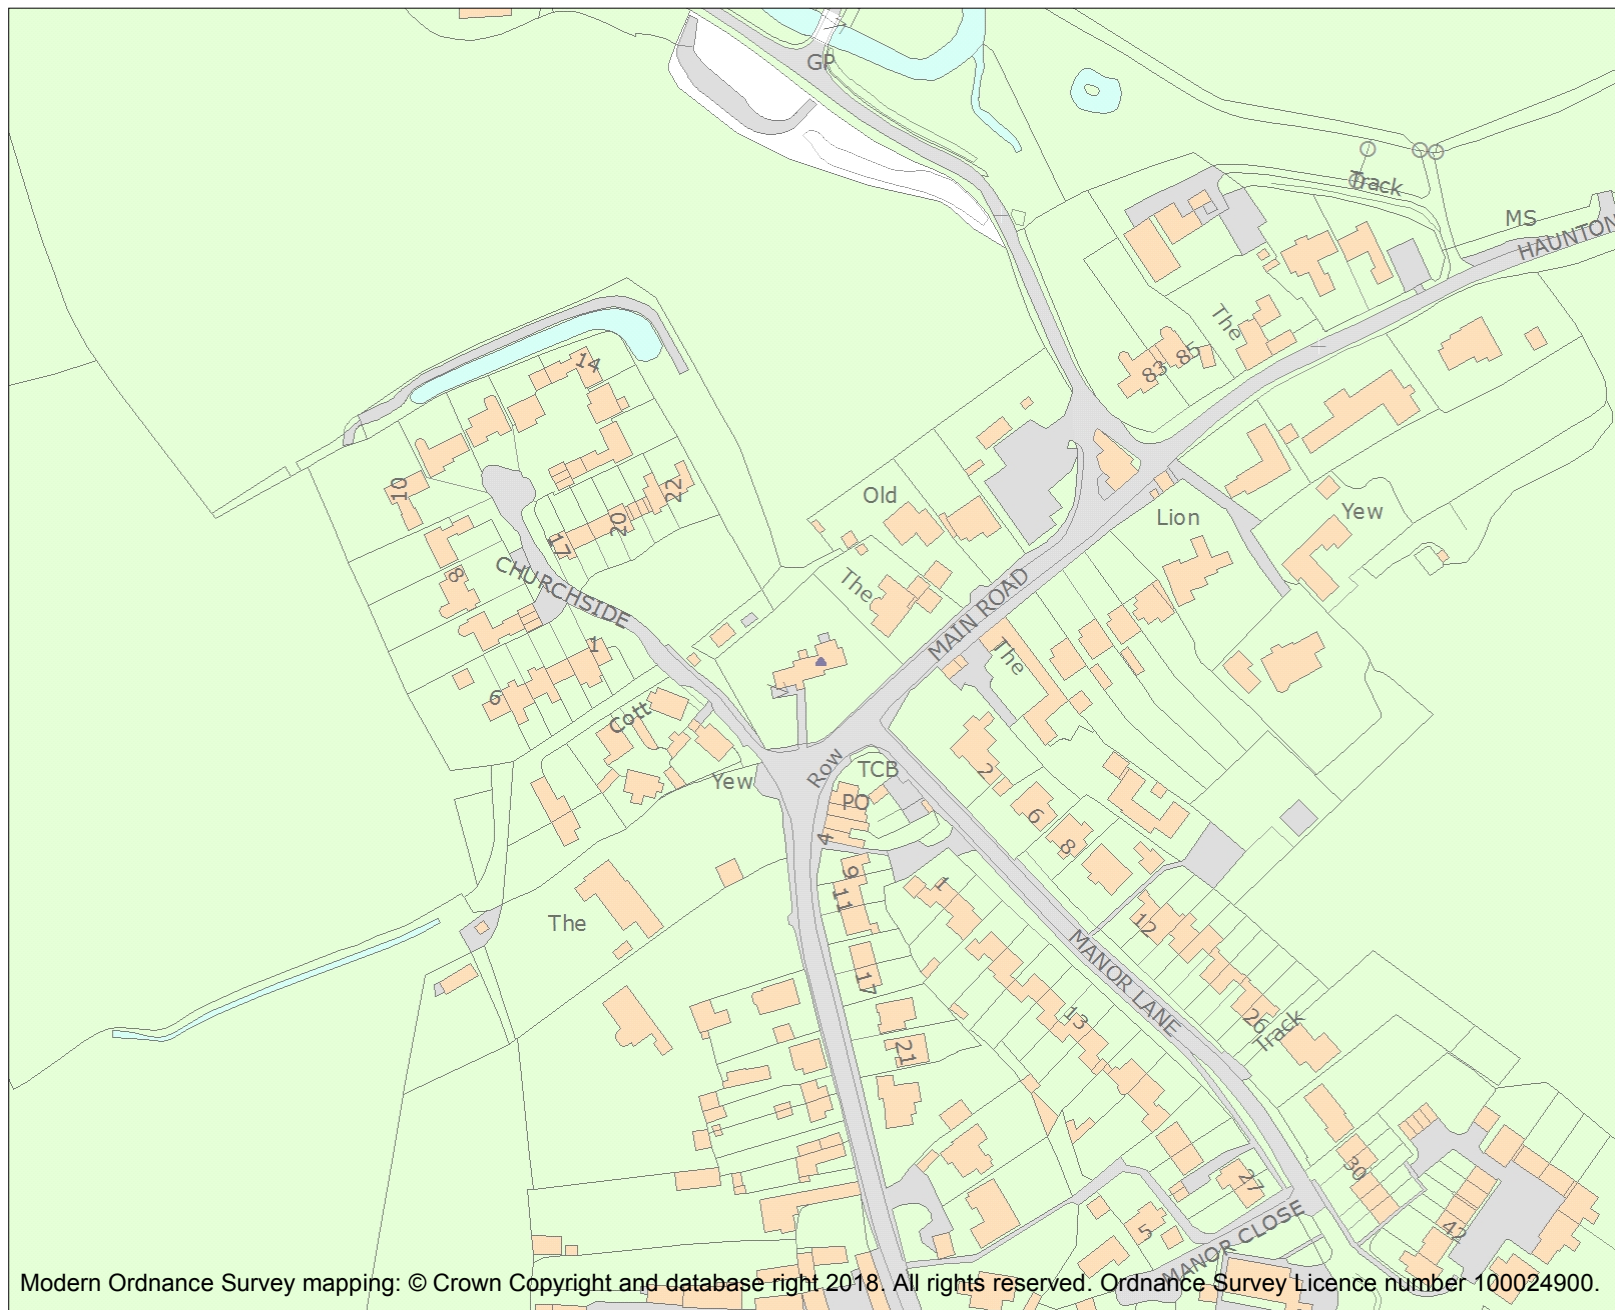 GP
Track
MS
HAUNTON
The
85
83
14
Old
Lion
Yew
10
22
20
17
8
CHURCHSIDE
The
MAIN ROAD
The
1
6
Cott
Row
TCB
Yew
PO
2
6
4
8
9
11
1
12
The
MANOR LANE
17
13
26
Track
21
30
27
5
42
MANOR CLOSE
Modern Ordnance Survey mapping: © Crown Copyright and database right 2018. All rights reserved. Ordnance Survey Licence number 100024900.